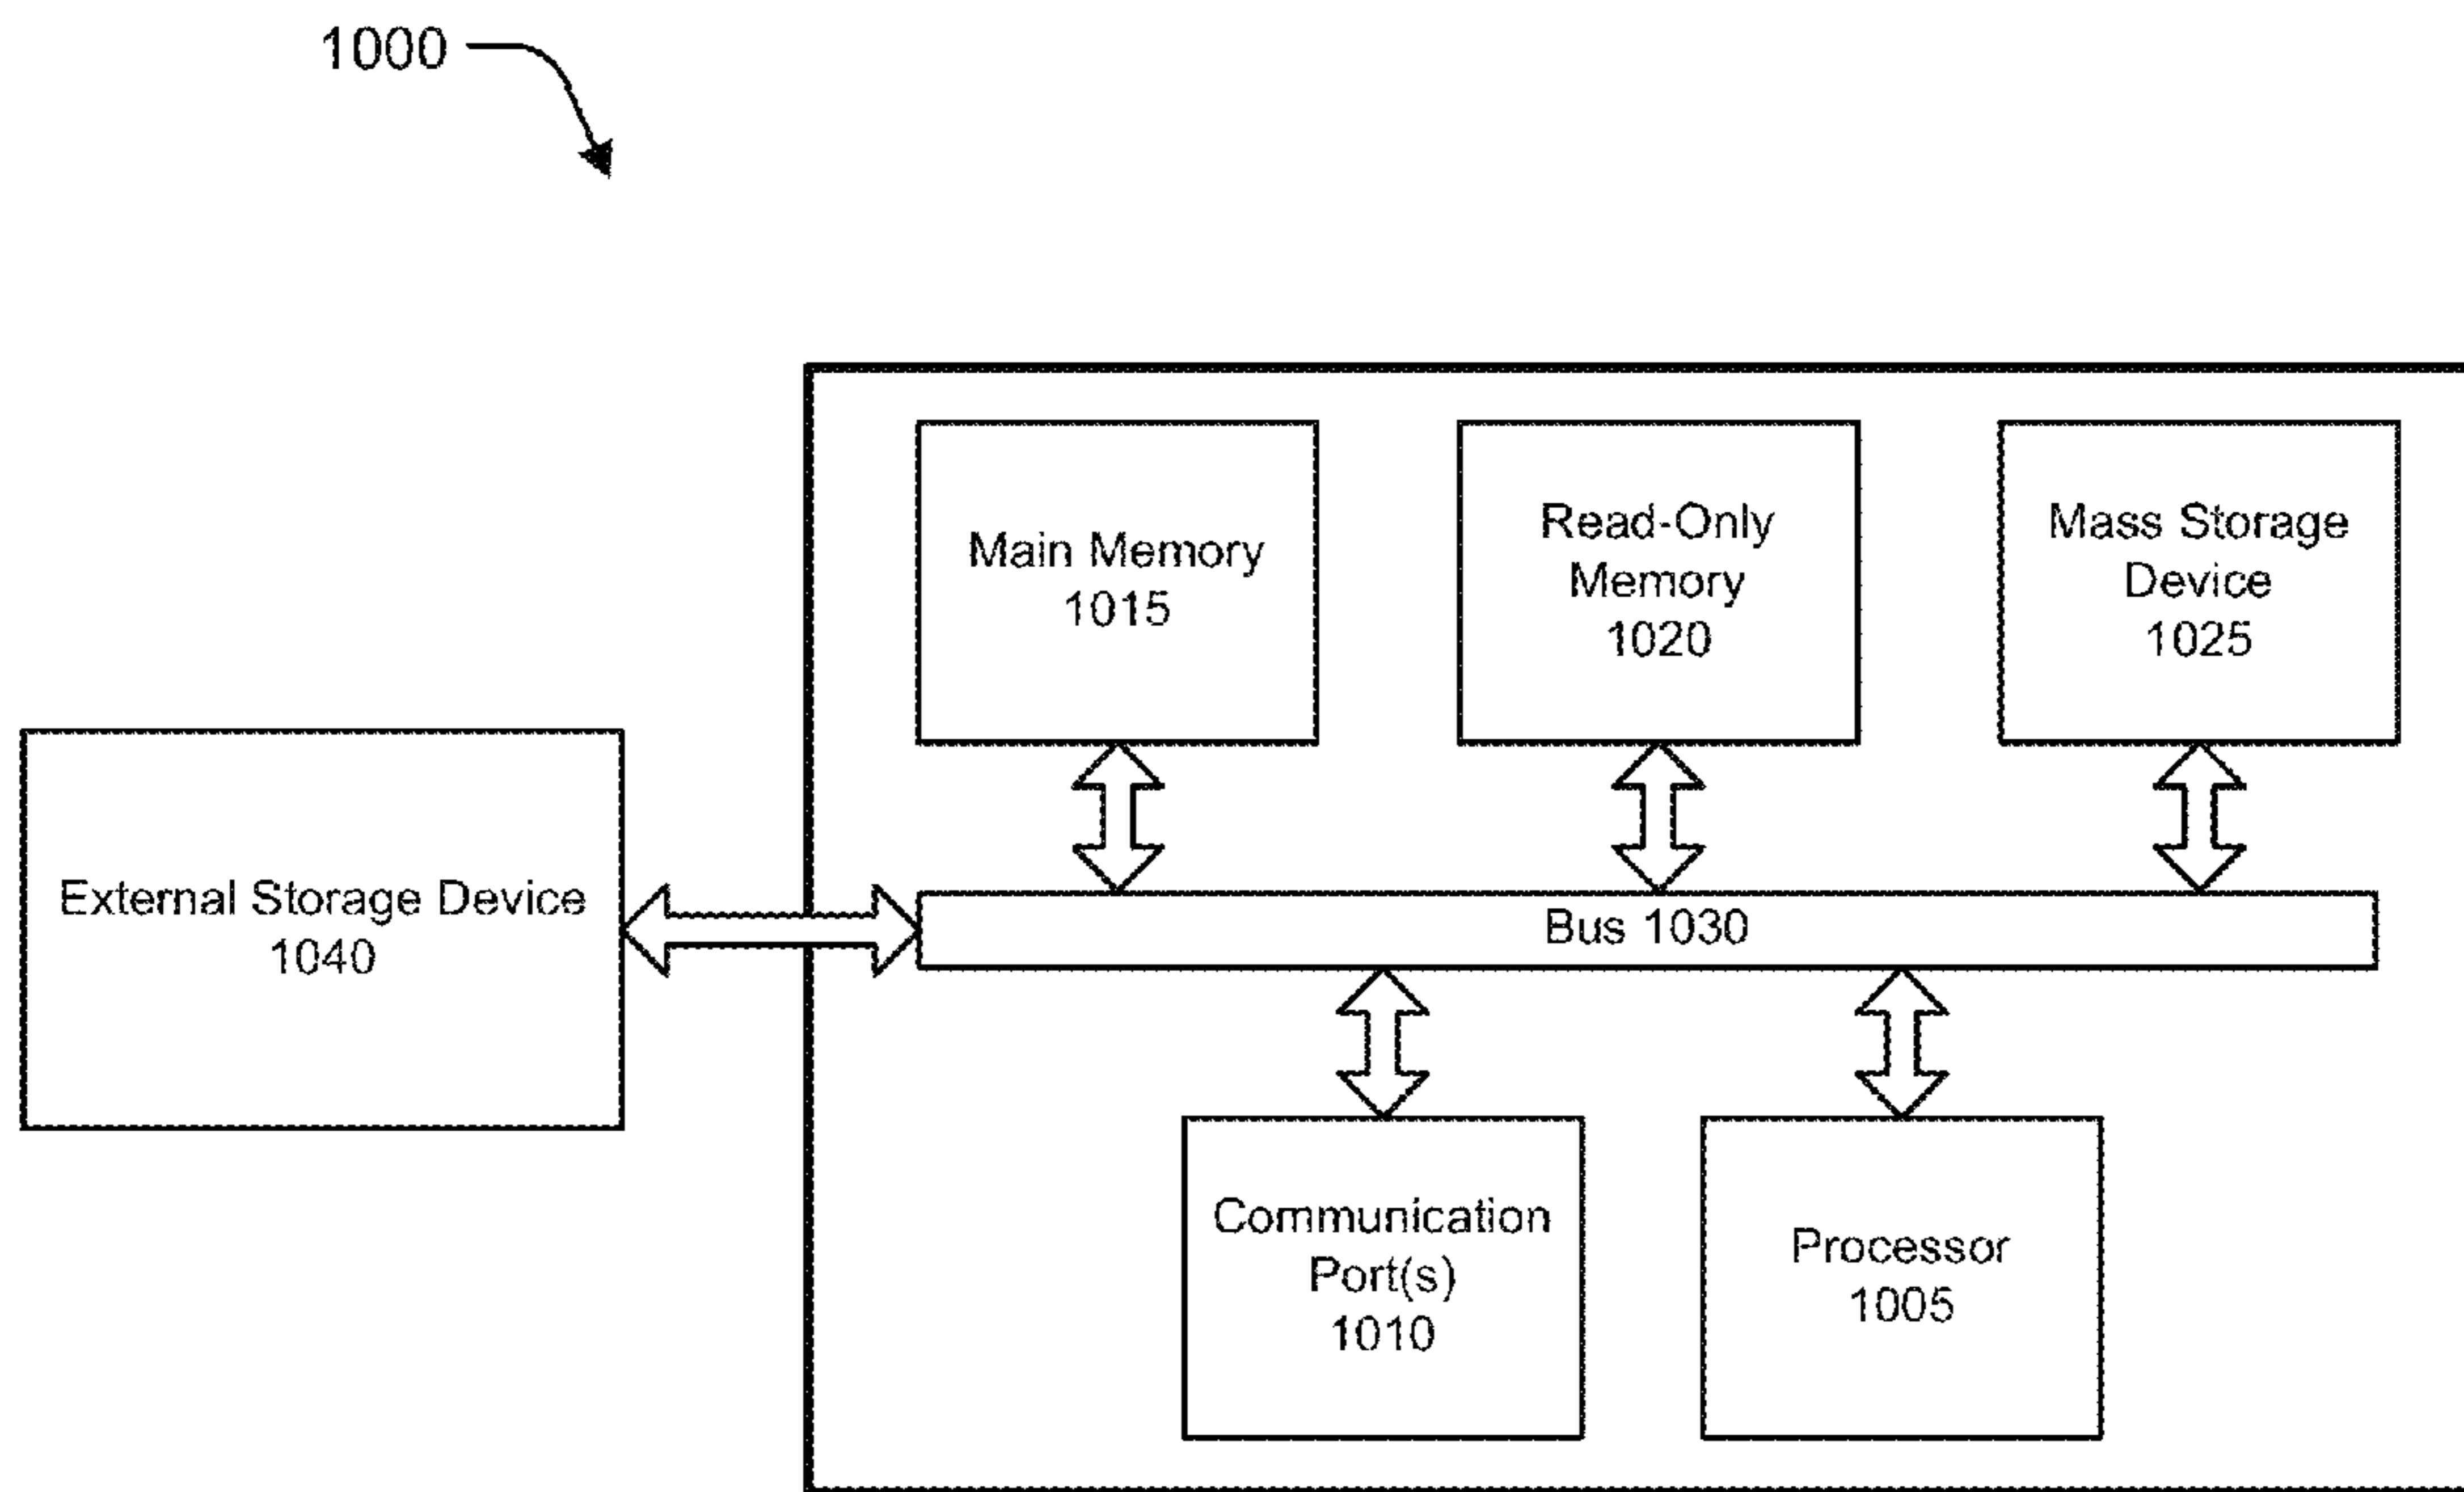 1000
Main Memory
1015
Read-Only
Memory
1020
Mass Storage
Device
1025
External Storage Device
1040
Bus 1030
Communication
Port(s)
1010
Processor
1005